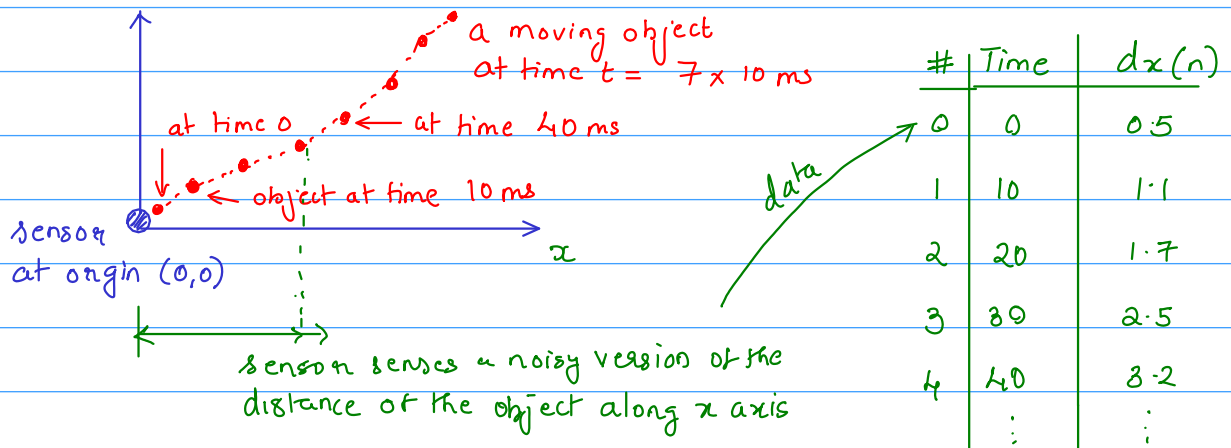 a moving object
at time t = 7 x 10 ms
at time 0
← at time 40 ms
← object at time 10 ms
sensor
at origin (0,0)
x
sensor senses a noisy version of the
distance of the object along x axis
data
# Time dx(n)
0 0 0.5
1 10 1.1
2 20 1.7
3 30 2.5
4 40 3.2
⋮ ⋮